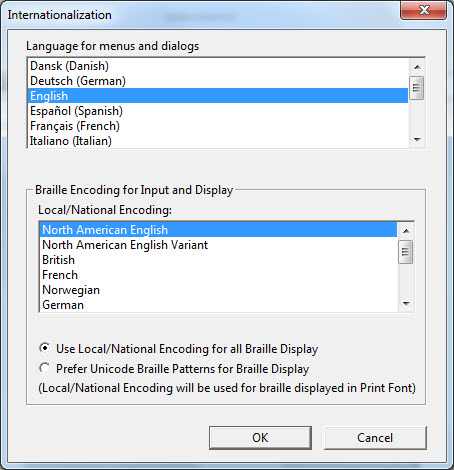 Internationalization
Language for menus and dialogs
Dansk (Danish)
Deutsch (German)
English
Español (Spanish)
Français (French)
Italiano (Italian)
Braille Encoding for Input and Display
Local/National Encoding:
North American English
North American English Variant
British
French
Norwegian
German
Use Local/National Encoding for all Braille Display
Prefer Unicode Braille Patterns for Braille Display
(Local/National Encoding will be used for braille displayed in Print Font)
OK
Cancel